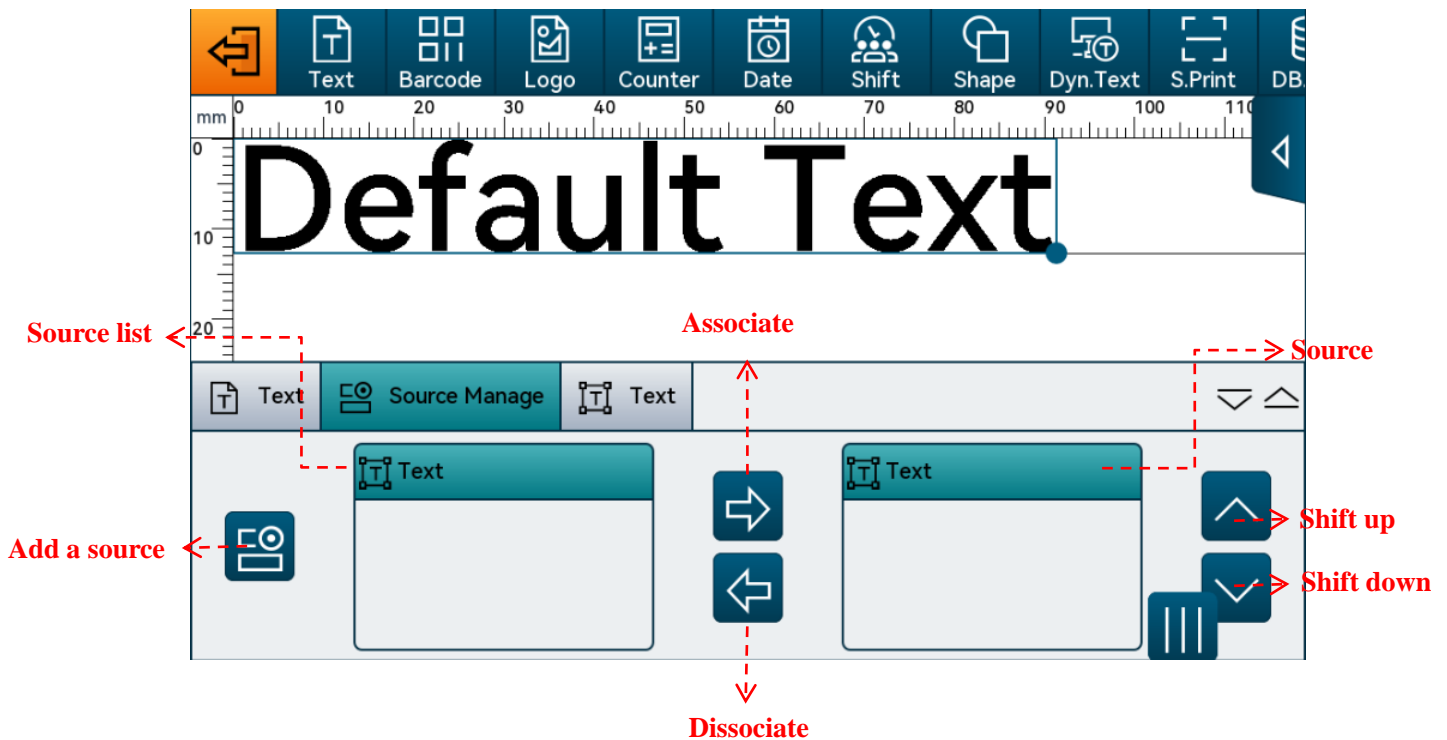 Text Barcode Logo Counter Date Shift Shape Dyn.Text S.Print DB.
mm 0 10 20 30 40 50 60 70 80 90 100 110
0
Default Text
10
20
Source list
Associate
Source
Text Source Manage Text
Text
Text
Add a source
Shift up
Shift down
Dissociate